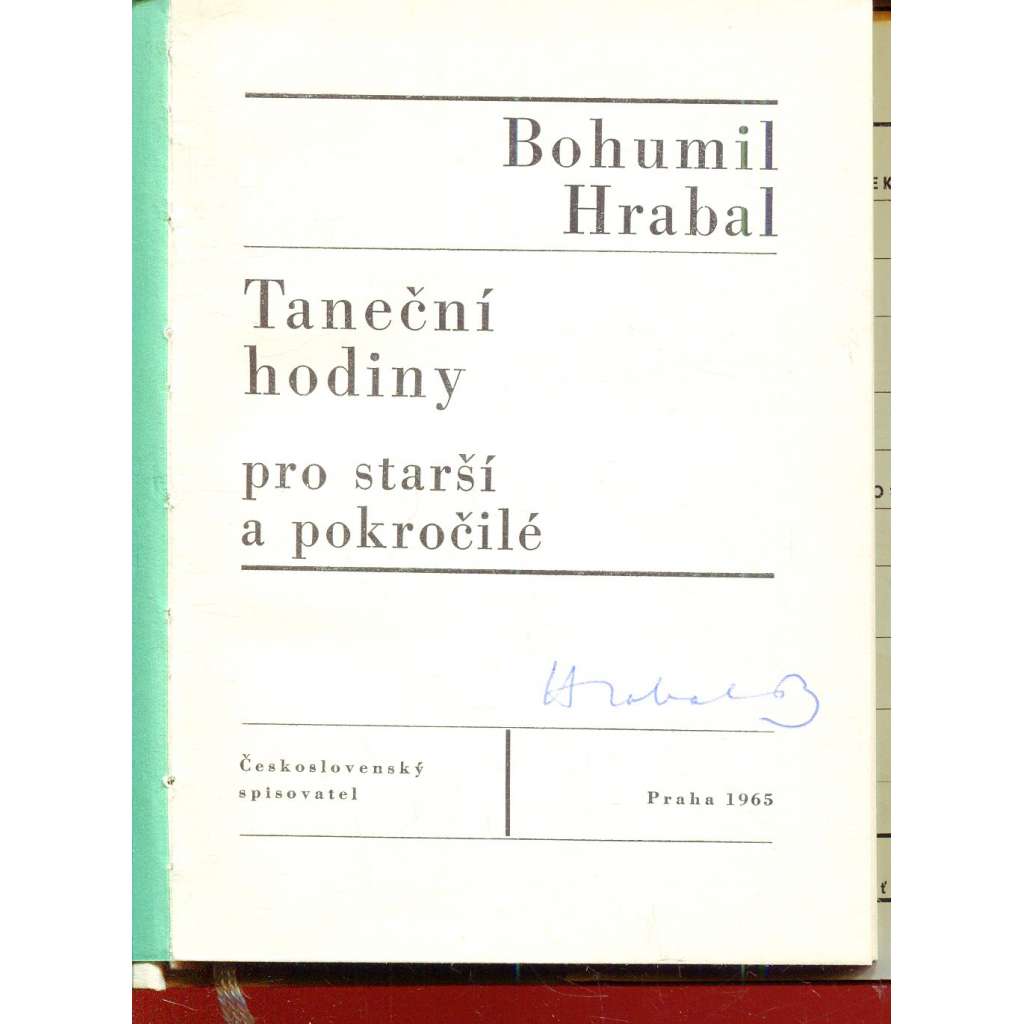 Bohumil
Hrabal
Taneční
hodiny
pro starší
a pokročilé
Hrabal B
Československý
spisovatel
Praha 1965